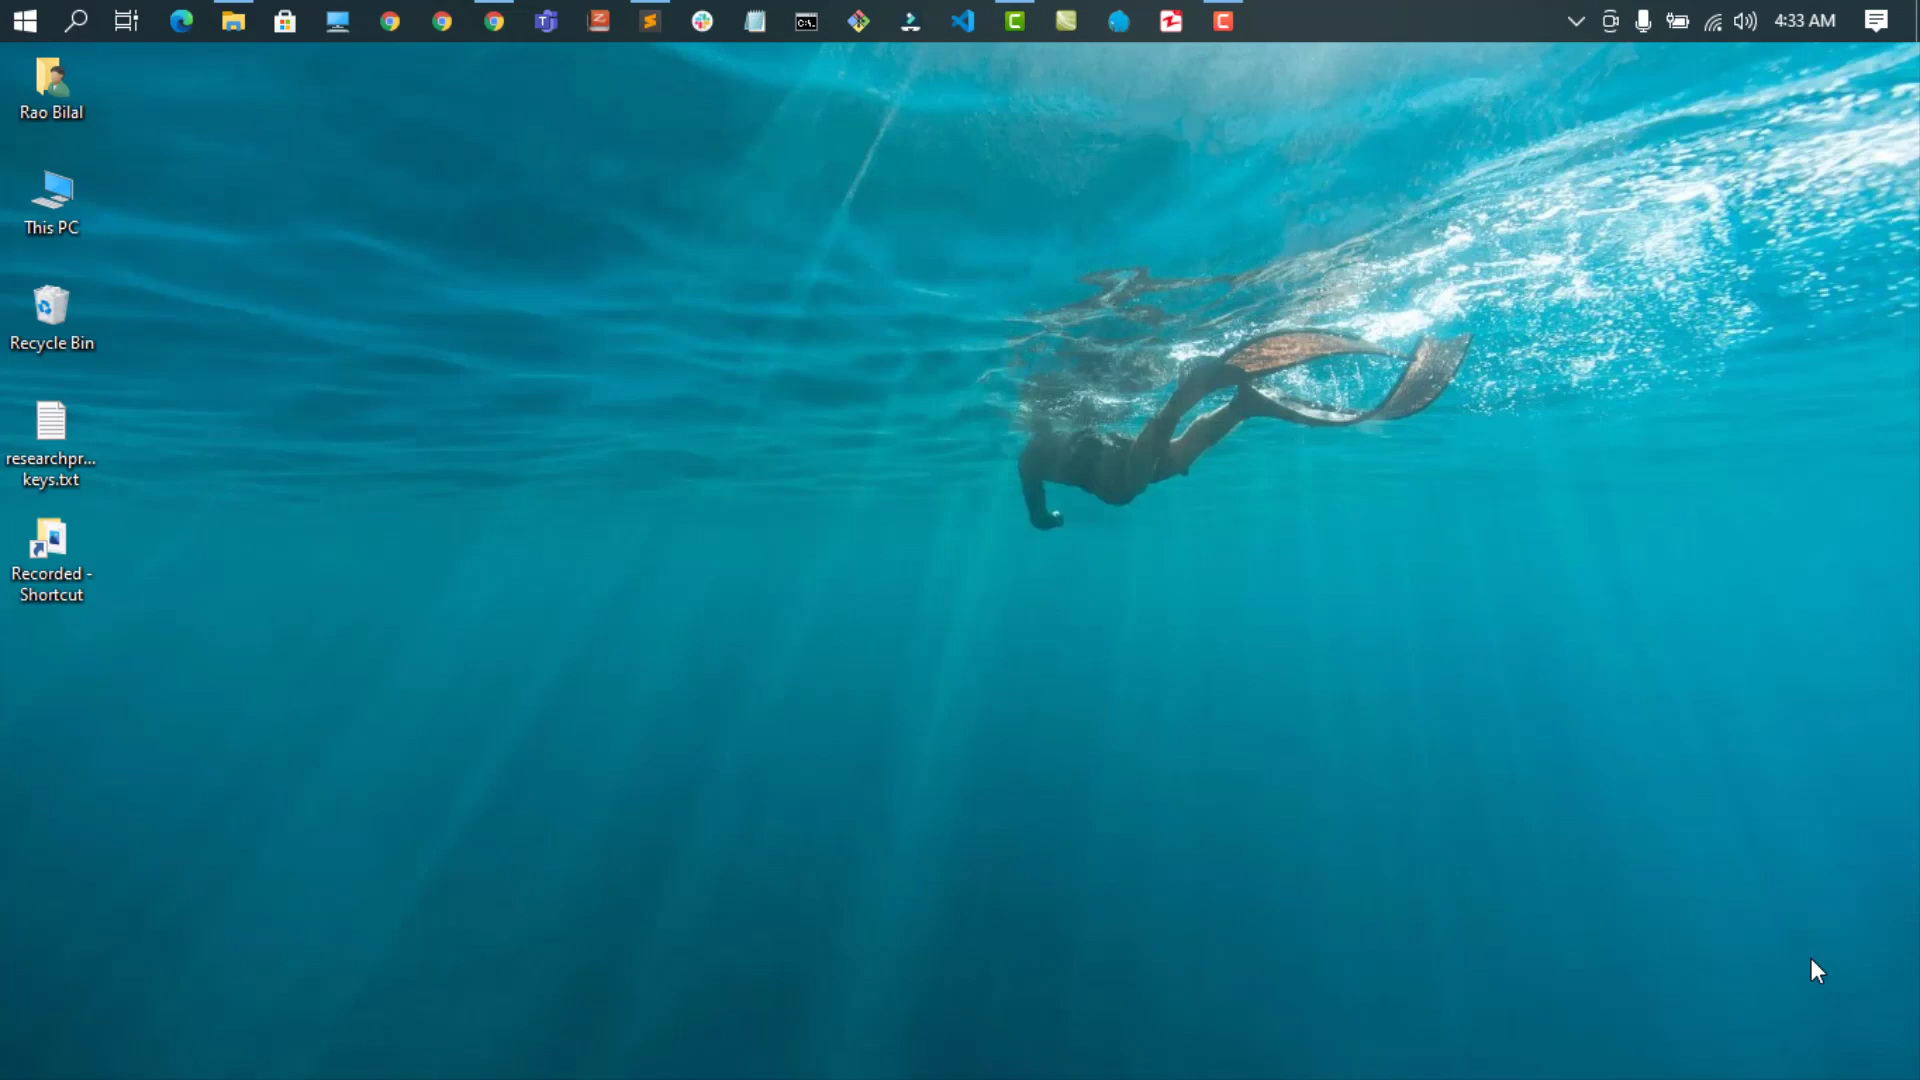 4:33 AM
Rao Bilal
This PC
Recycle Bin
researchpr...
keys.txt
Recorded -
Shortcut